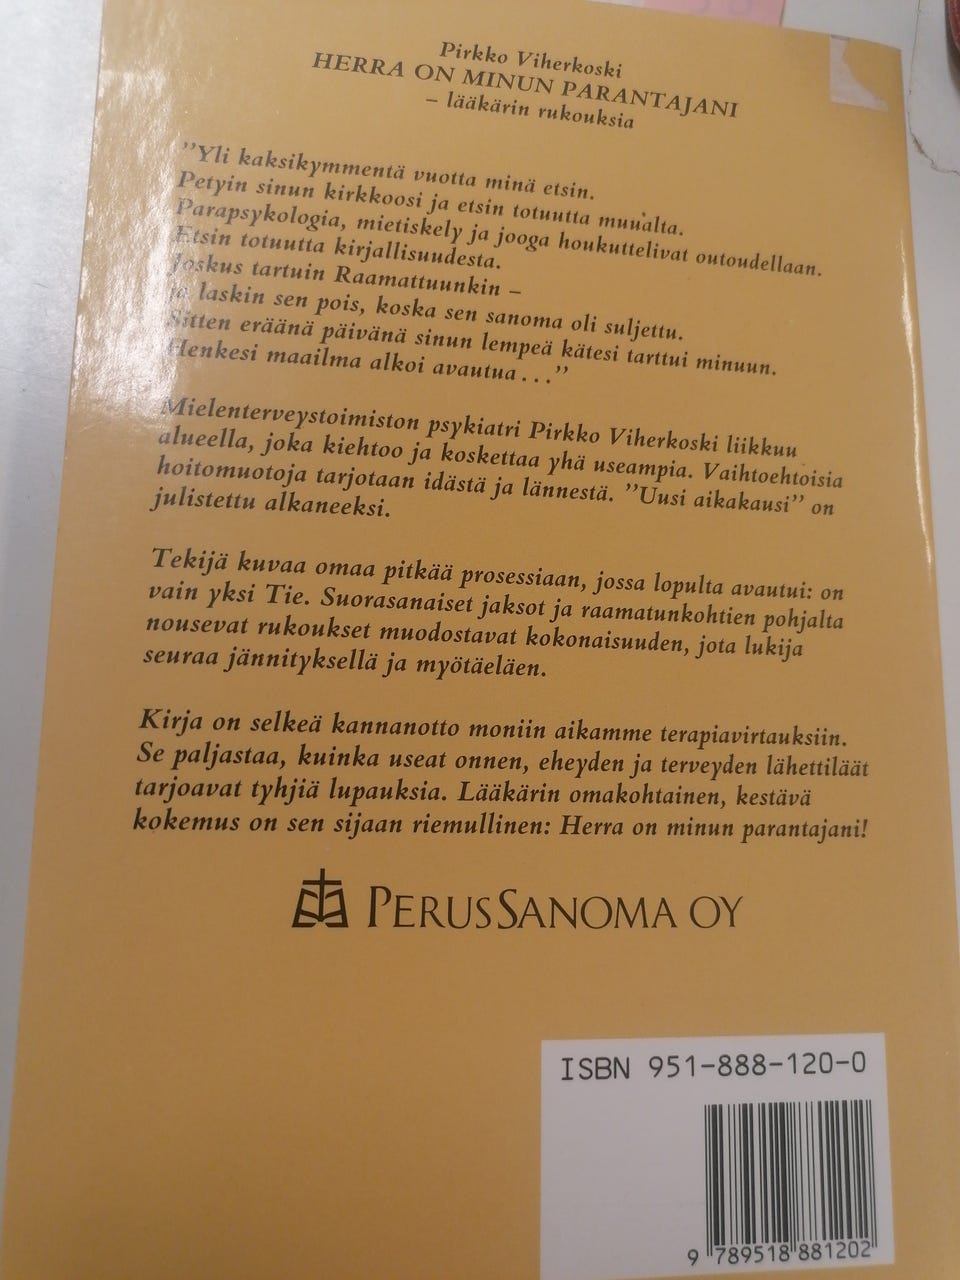 Pirkko Viherkoski
HERRA ON MINUN PARANTAJANI
– lääkärin rukouksia
”Yli kaksikymmentä vuotta minä etsin.
Petyin sinun kirkkoosi ja etsin totuutta muualta.
Parapsykologia, mietiskely ja jooga houkuttelivat outoudellaan.
Etsin totuutta kirjallisuudesta.
Joskus tartuin Raamattuunkin –
ja laskin sen pois, koska sen sanoma oli suljettu.
Sitten eräänä päivänä sinun lempeä kätesi tarttui minuun.
Henkesi maailma alkoi avautua . . .”
Mielenterveystoimiston psykiatri Pirkko Viherkoski liikkuu
alueella, joka kiehtoo ja koskettaa yhä useampia. Vaihtoehtoisia
hoitomuotoja tarjotaan idästä ja lännestä. ”Uusi aikakausi” on
julistettu alkaneeksi.
Tekijä kuvaa omaa pitkää prosessiaan, jossa lopulta avautui: on
vain yksi Tie. Suorasanaiset jaksot ja raamatunkohtien pohjalta
nousevat rukoukset muodostavat kokonaisuuden, jota lukija
seuraa jännityksellä ja myötäeläen.
Kirja on selkeä kannanotto moniin aikamme terapiavirtauksiin.
Se paljastaa, kuinka useat onnen, eheyden ja terveyden lähettiläät
tarjoavat tyhjiä lupauksia. Lääkärin omakohtainen, kestävä
kokemus on sen sijaan riemullinen: Herra on minun parantajani!
PERUSSANOMA OY
ISBN 951-888-120-0
9 789518 881202